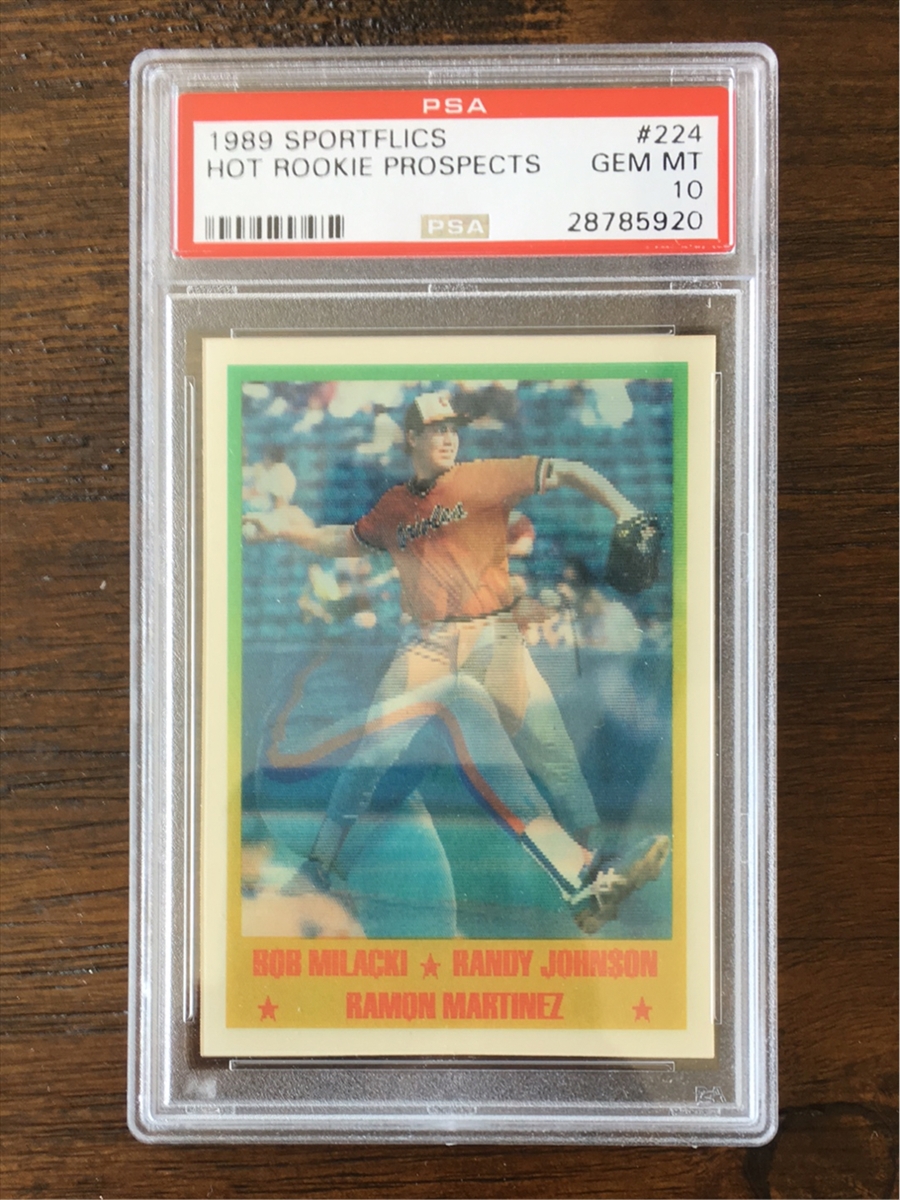 PSA
1989 SPORTFLICS #224
HOT ROOKIE PROSPECTS GEM MT
10
PSA 28785920
BOB MILACKI ★ RANDY JOHNSON
★ RAMON MARTINEZ ★